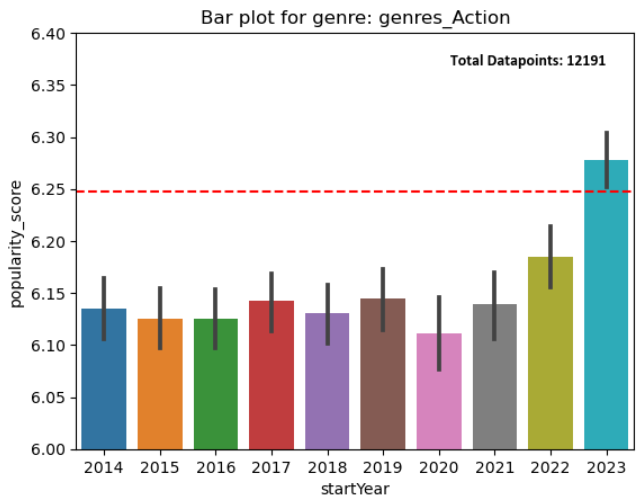 Bar plot for genre: genres_Action
6.40
Total Datapoints: 12191
6.35
6.30
6.25
6.20
6.15
6.10
6.05
6.00
popularity_score
2014 2015 2016 2017 2018 2019 2020 2021 2022 2023
startYear